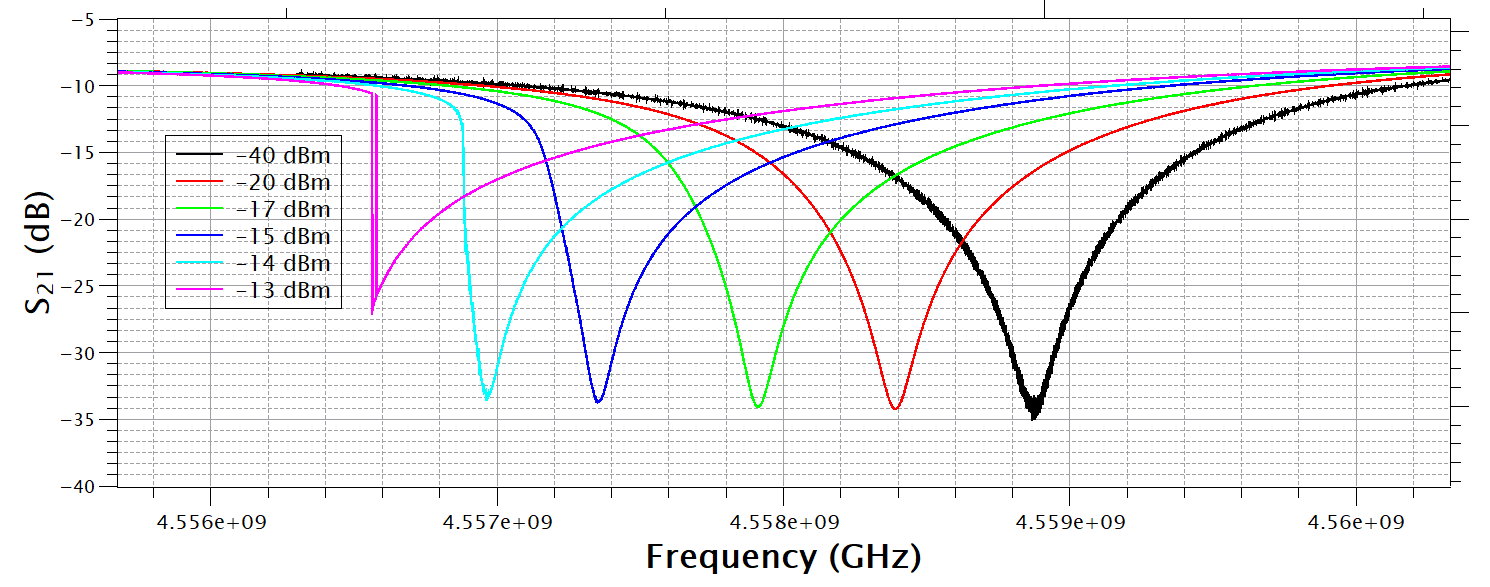 −5
−10
−15
−20
−25
−30
−35
−40
S21 (dB)
−40 dBm
−20 dBm
−17 dBm
−15 dBm
−14 dBm
−13 dBm
4.556e+09 4.557e+09 4.558e+09 4.559e+09 4.56e+09
Frequency (GHz)